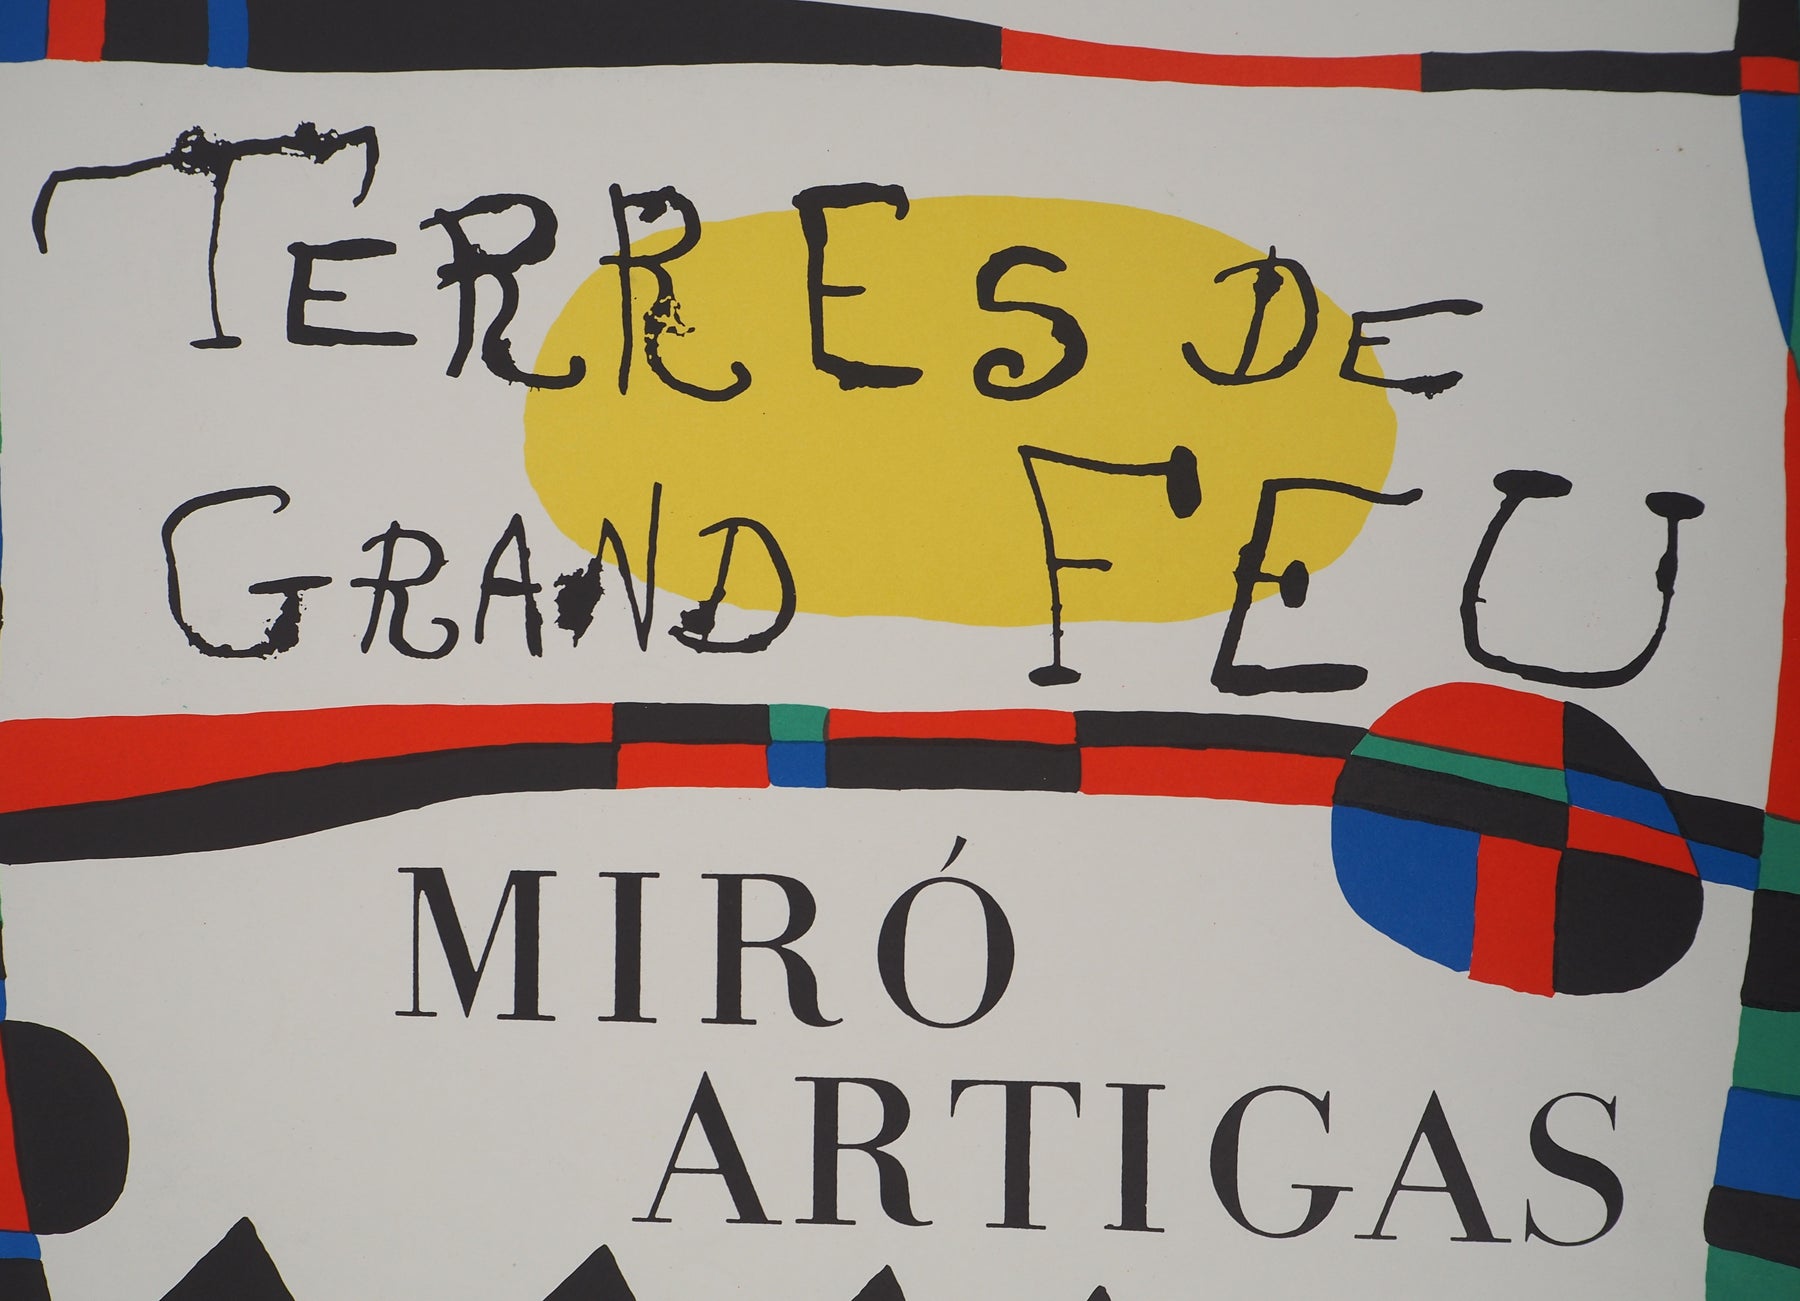 TERRES DE
GRAND FEU
MIRÓ
ARTIGAS